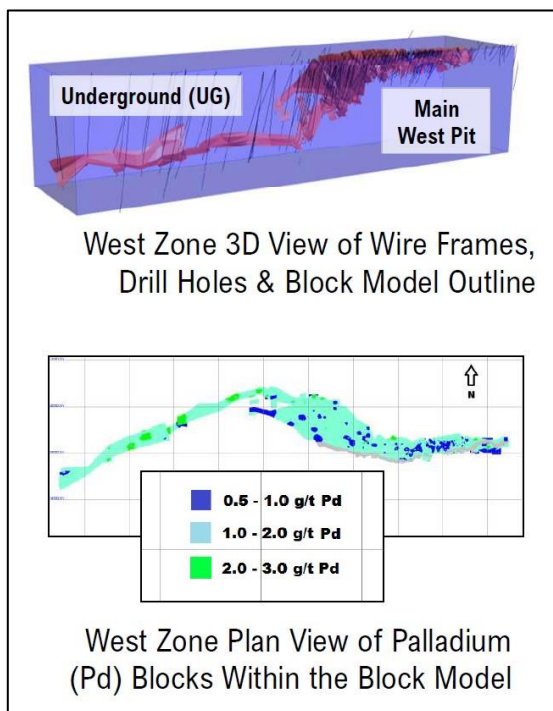 Underground (UG)
Main
West Pit
West Zone 3D View of Wire Frames,
Drill Holes & Block Model Outline
N
0.5 - 1.0 g/t Pd
1.0 - 2.0 g/t Pd
2.0 - 3.0 g/t Pd
West Zone Plan View of Palladium
(Pd) Blocks Within the Block Model